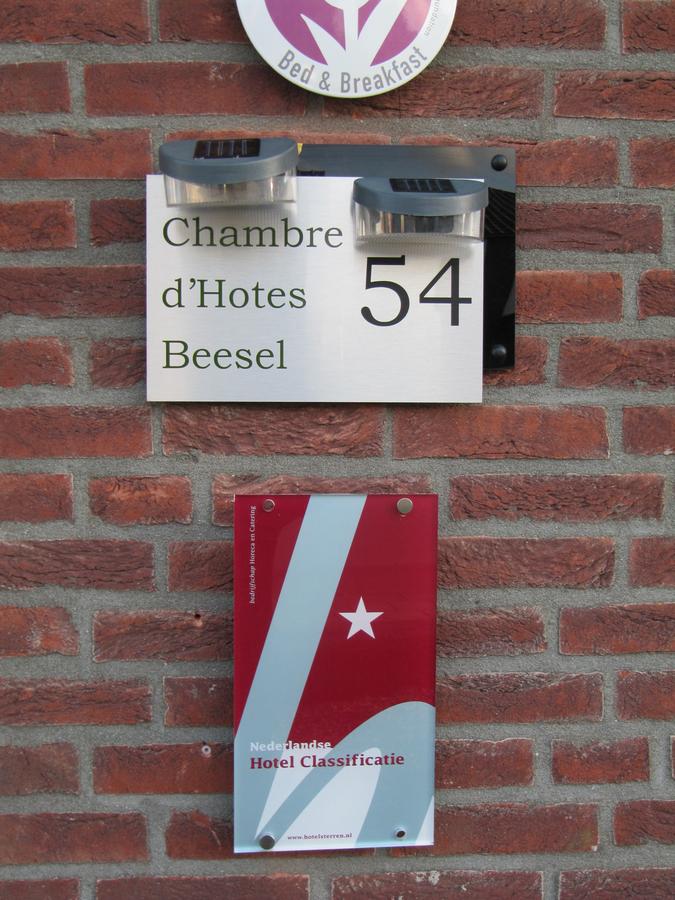 Bed & Breakfast
Chambre
d'Hotes
Beesel
54
bedrijfschap Horeca en Catering
Nederlandse
Hotel Classificatie
www.hotelsterren.nl